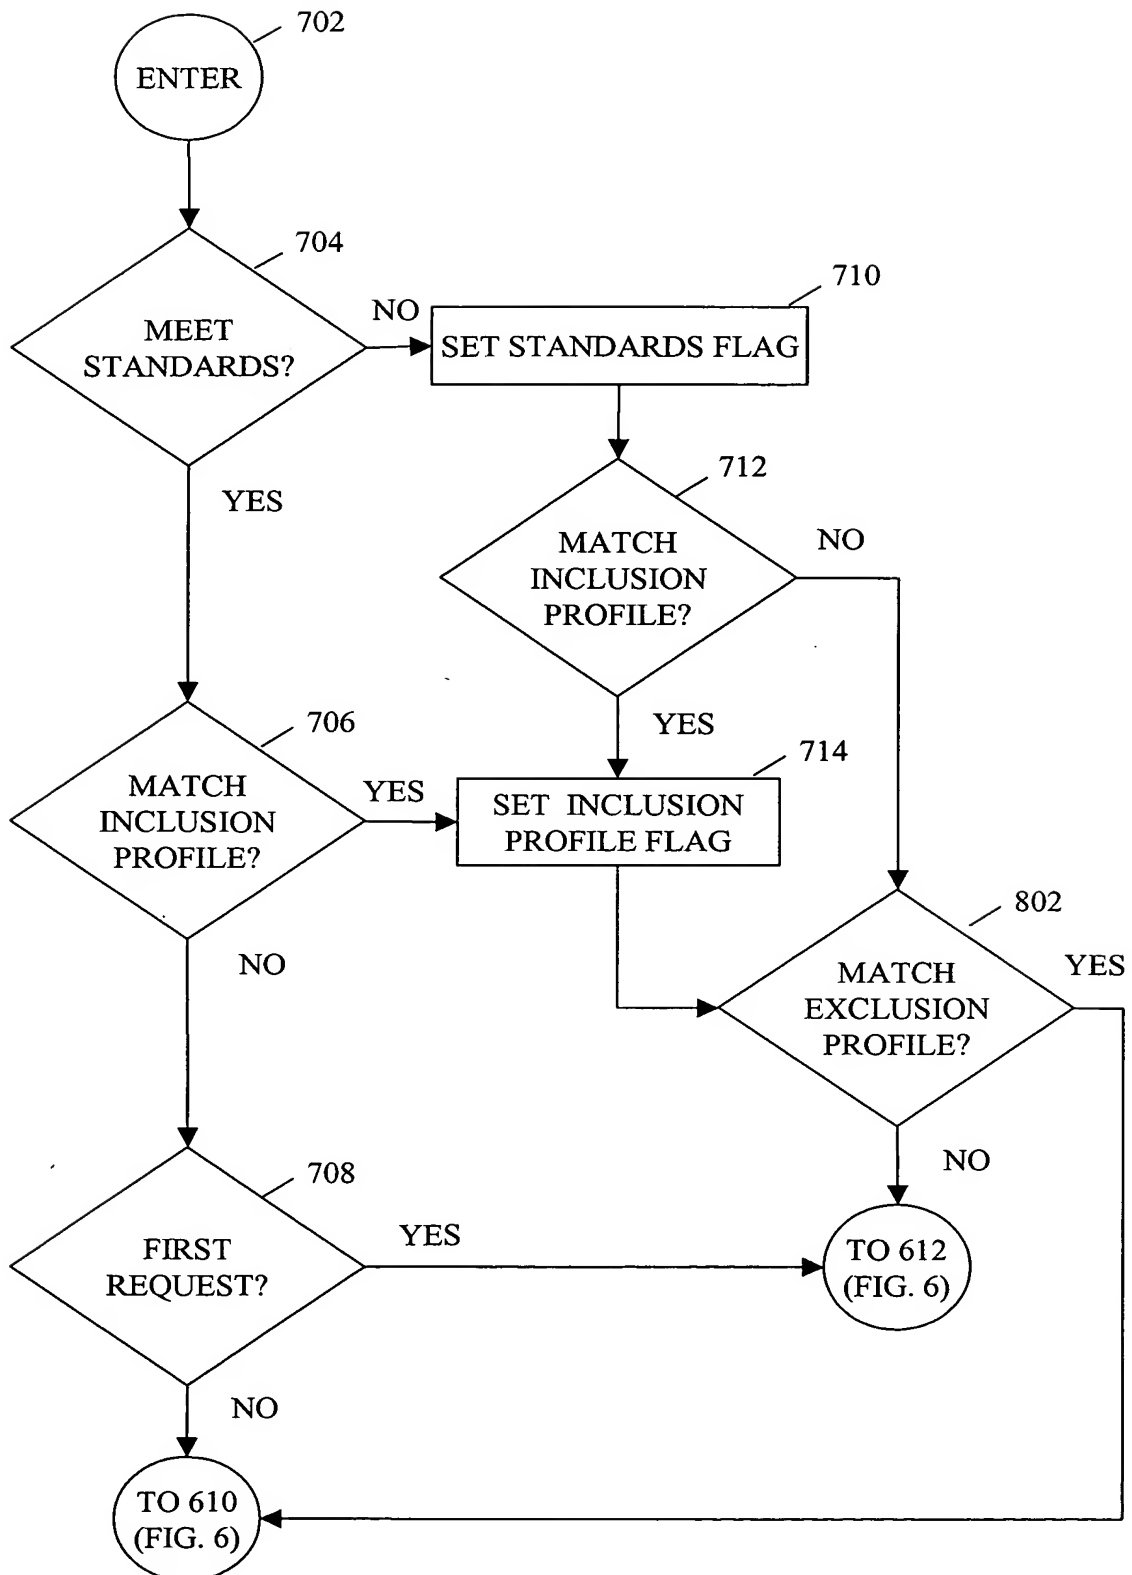 702
ENTER
704
MEET
STANDARDS?
NO
710
SET STANDARDS FLAG
YES
712
MATCH
INCLUSION
PROFILE?
NO
YES
706
MATCH
INCLUSION
PROFILE?
YES
714
SET INCLUSION
PROFILE FLAG
NO
802
MATCH
EXCLUSION
PROFILE?
YES
NO
708
FIRST
REQUEST?
YES
TO 612
(FIG. 6)
NO
TO 610
(FIG. 6)